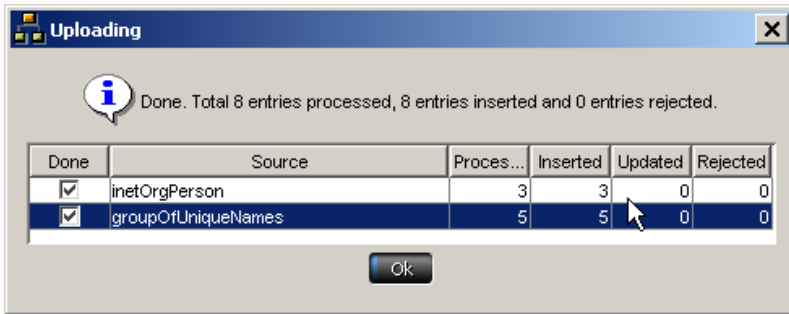 Uploading
Done. Total 8 entries processed, 8 entries inserted and 0 entries rejected.
Done Source Proces... Inserted Updated Rejected
inetOrgPerson 3 3 0 0
groupOfUniqueNames 5 5 0 0
Ok